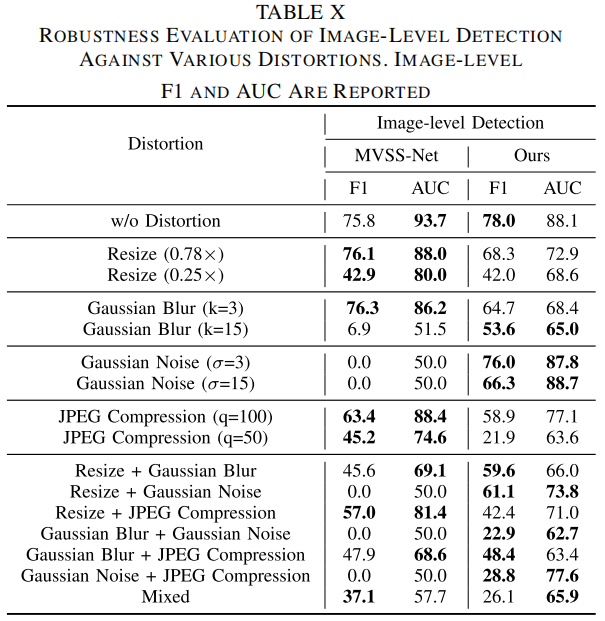 TABLE X
ROBUSTNESS EVALUATION OF IMAGE-LEVEL DETECTION
AGAINST VARIOUS DISTORTIONS. IMAGE-LEVEL
F1 AND AUC ARE REPORTED
Distortion
Image-level Detection
MVSS-Net Ours
F1 AUC F1 AUC
w/o Distortion 75.8 93.7 78.0 88.1
Resize (0.78×) 76.1 88.0 68.3 72.9
Resize (0.25×) 42.9 80.0 42.0 68.6
Gaussian Blur (k=3) 76.3 86.2 64.7 68.4
Gaussian Blur (k=15) 6.9 51.5 53.6 65.0
Gaussian Noise (σ=3) 0.0 50.0 76.0 87.8
Gaussian Noise (σ=15) 0.0 50.0 66.3 88.7
JPEG Compression (q=100) 63.4 88.4 58.9 77.1
JPEG Compression (q=50) 45.2 74.6 21.9 63.6
Resize + Gaussian Blur 45.6 69.1 59.6 66.0
Resize + Gaussian Noise 0.0 50.0 61.1 73.8
Resize + JPEG Compression 57.0 81.4 42.4 71.0
Gaussian Blur + Gaussian Noise 0.0 50.0 22.9 62.7
Gaussian Blur + JPEG Compression 47.9 68.6 48.4 63.4
Gaussian Noise + JPEG Compression 0.0 50.0 28.8 77.6
Mixed 37.1 57.7 26.1 65.9